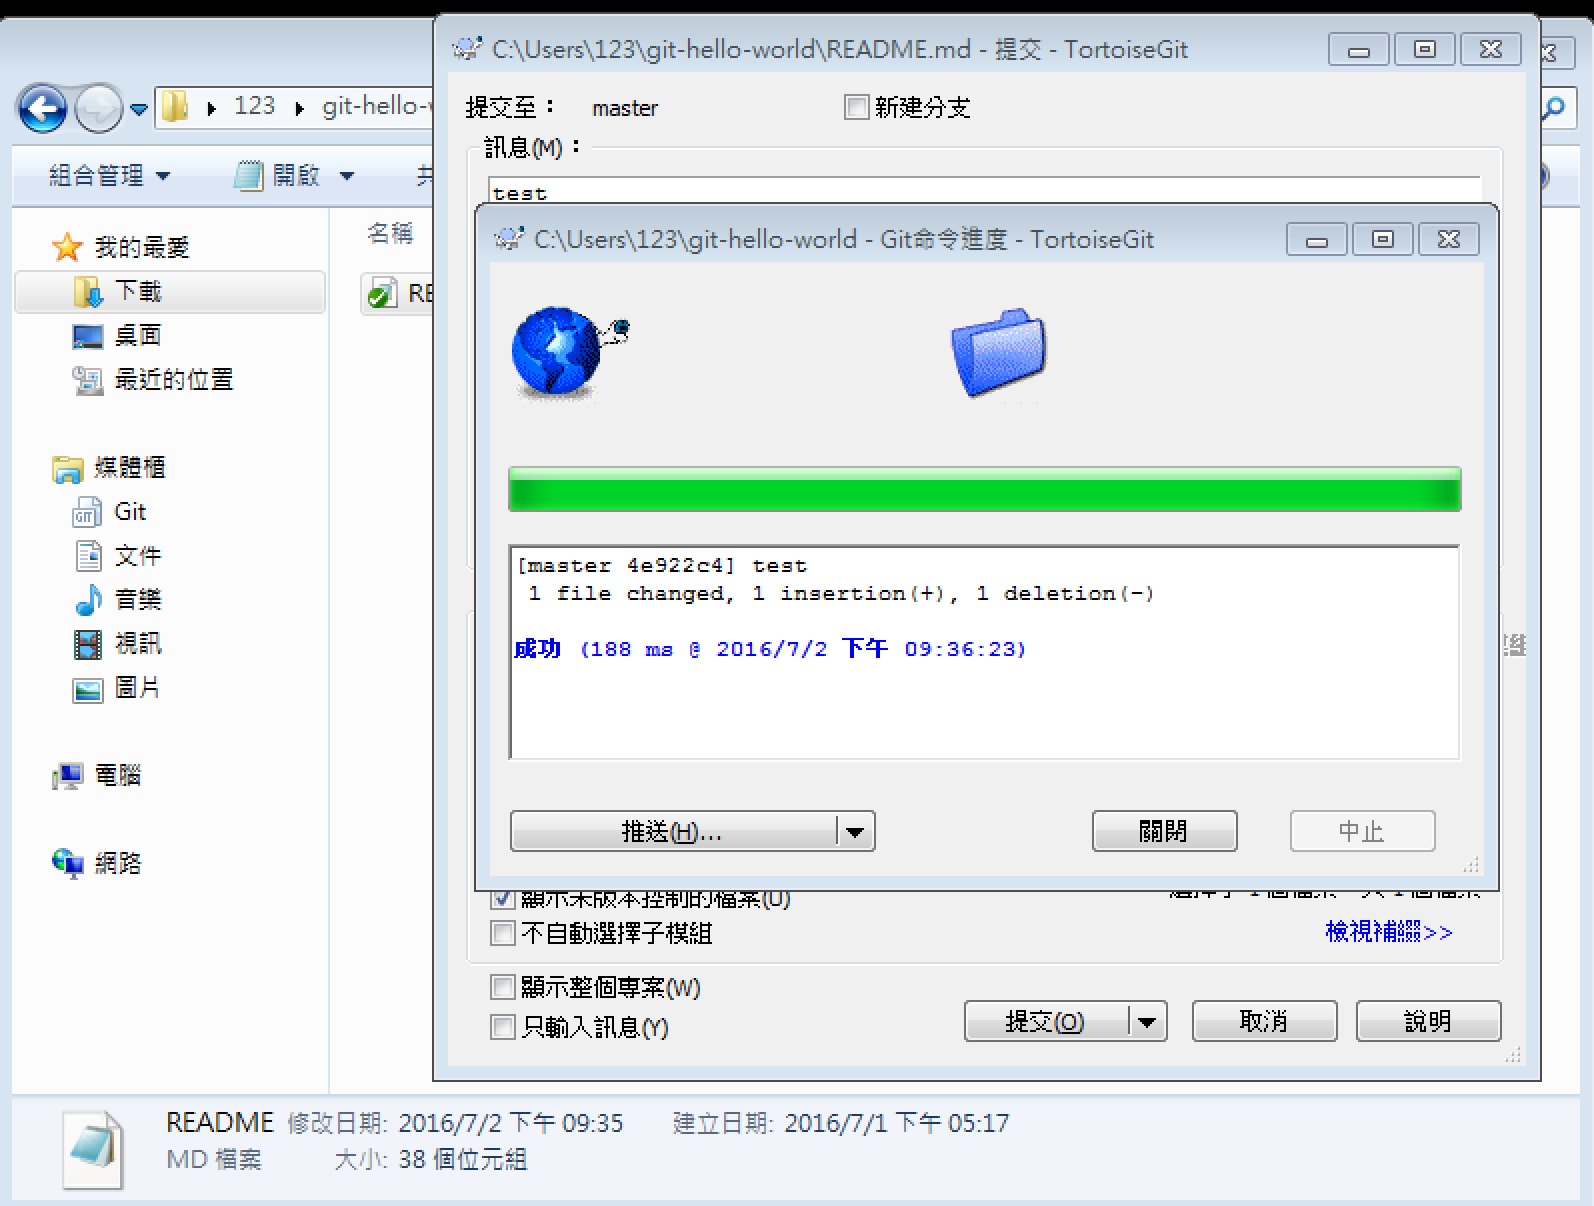 C:\Users\123\git-hello-world\README.md - 提交 - TortoiseGit
123 git-hello-
提交至： master 新建分支
訊息(M)：
組合管理 開啟 共
test
名稱
C:\Users\123\git-hello-world - Git命令進度 - TortoiseGit
我的最愛
下載
RE
桌面
最近的位置
媒體櫃
Git
文件
音樂
視訊
圖片
電腦
網路
[master 4e922c4] test
1 file changed, 1 insertion(+), 1 deletion(-)
成功 (188 ms @ 2016/7/2 下午 09:36:23)
推送(H)... 關閉 中止
顯示未版本控制的檔案(U)
不自動選擇子模組 檢視補綴>>
顯示整個專案(W)
只輸入訊息(Y) 提交(O) 取消 說明
README 修改日期: 2016/7/2 下午 09:35 建立日期: 2016/7/1 下午 05:17
MD 檔案 大小: 38 個位元組